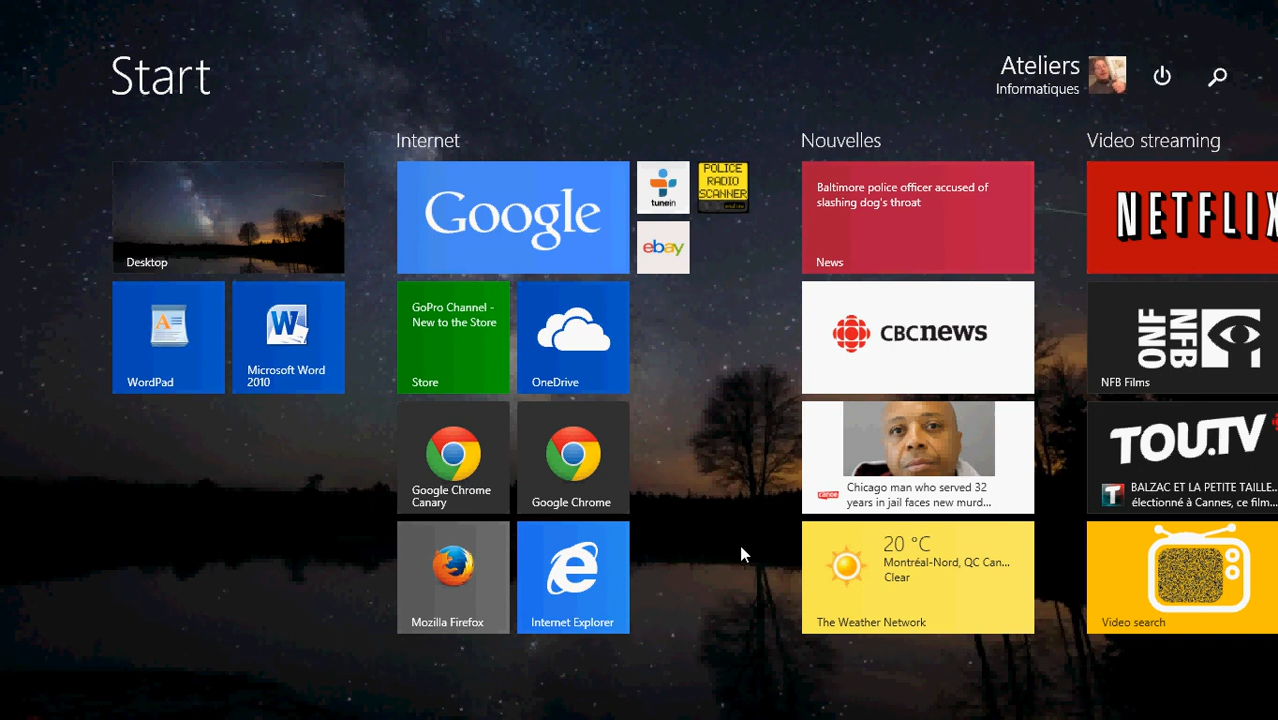 Start
Ateliers
Informatiques
Internet
Nouvelles
Video streaming
Desktop
WordPad
Microsoft Word
2010
Google
tunein
POLICE
RADIO
SCANNER
ebay
GoPro Channel -
New to the Store
Store
OneDrive
Google Chrome
Canary
Google Chrome
Mozilla Firefox
Internet Explorer
Baltimore police officer accused of
slashing dog's throat
News
CBCnews
canoe
Chicago man who served 32
years in jail faces new murd...
20 °C
Montréal-Nord, QC Can...
Clear
The Weather Network
NETFLIX
ONF
NFB
NFB Films
TOU.TV
BALZAC ET LA PETITE TAILLE...
électionné à Cannes, ce film...
Video search